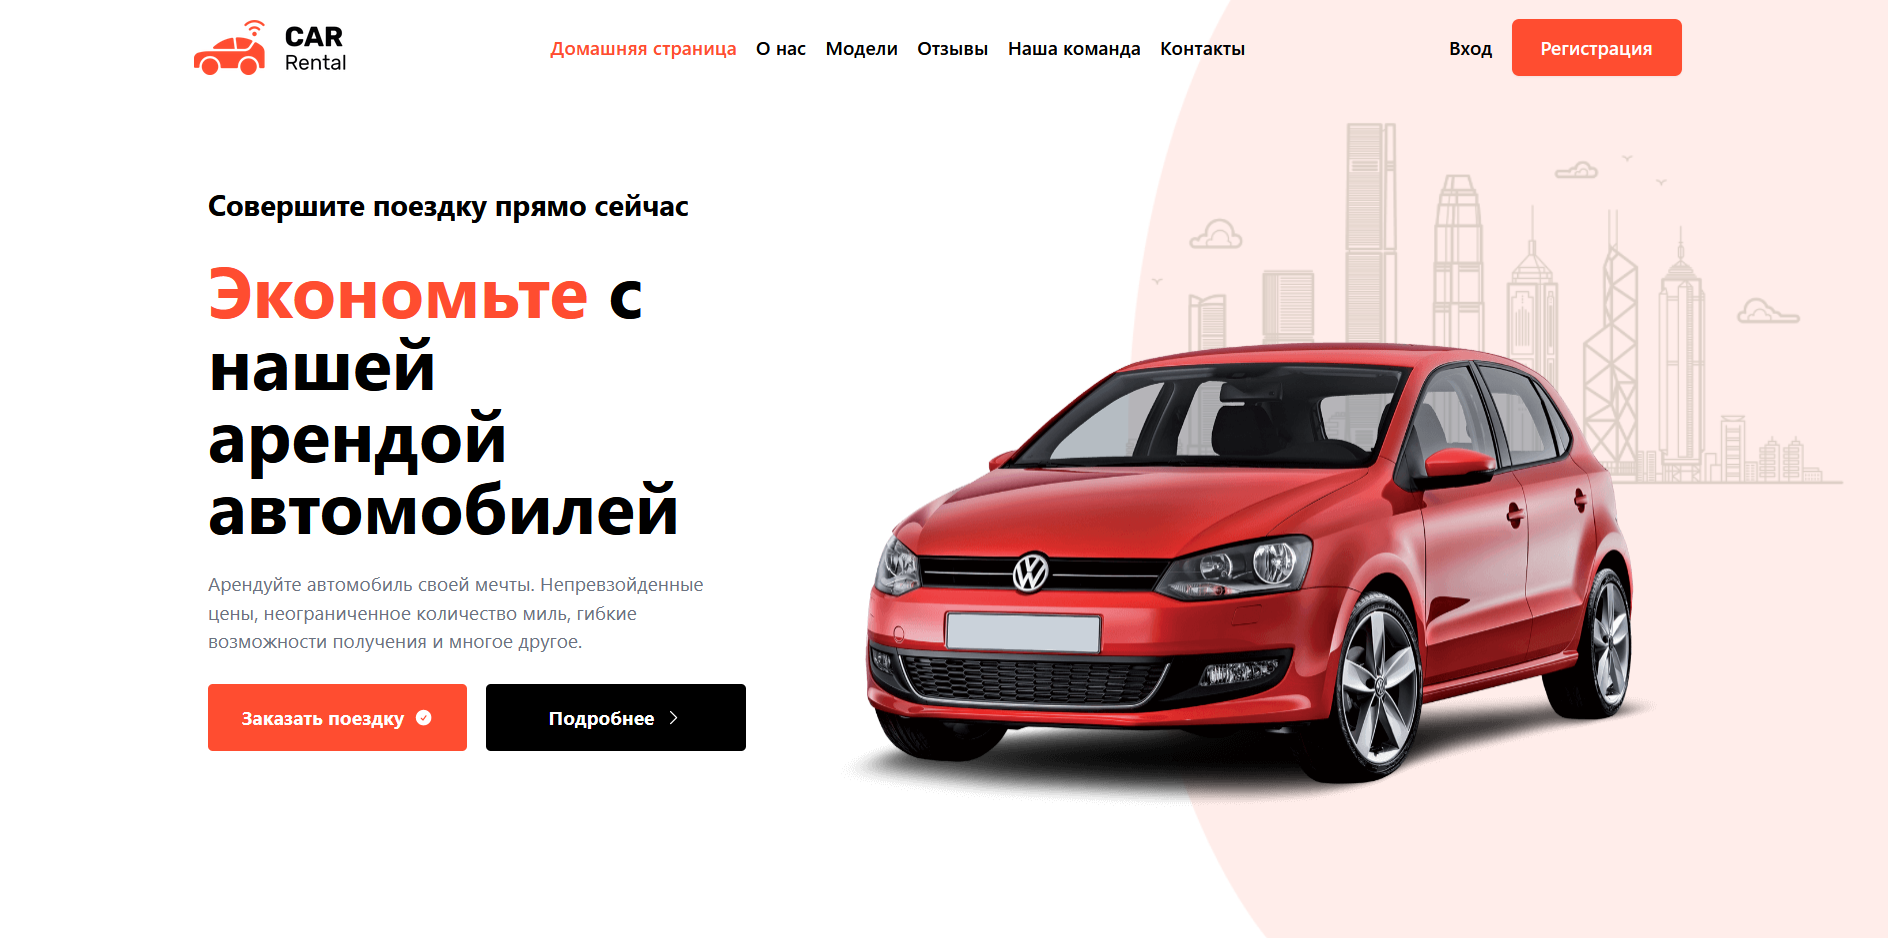 CAR
Rental
Домашняя страница О нас Модели Отзывы Наша команда Контакты Вход Регистрация
Совершите поездку прямо сейчас
Экономьте с
нашей
арендой
автомобилей
Арендуйте автомобиль своей мечты. Непревзойденные
цены, неограниченное количество миль, гибкие
возможности получения и многое другое.
Заказать поездку Подробнее